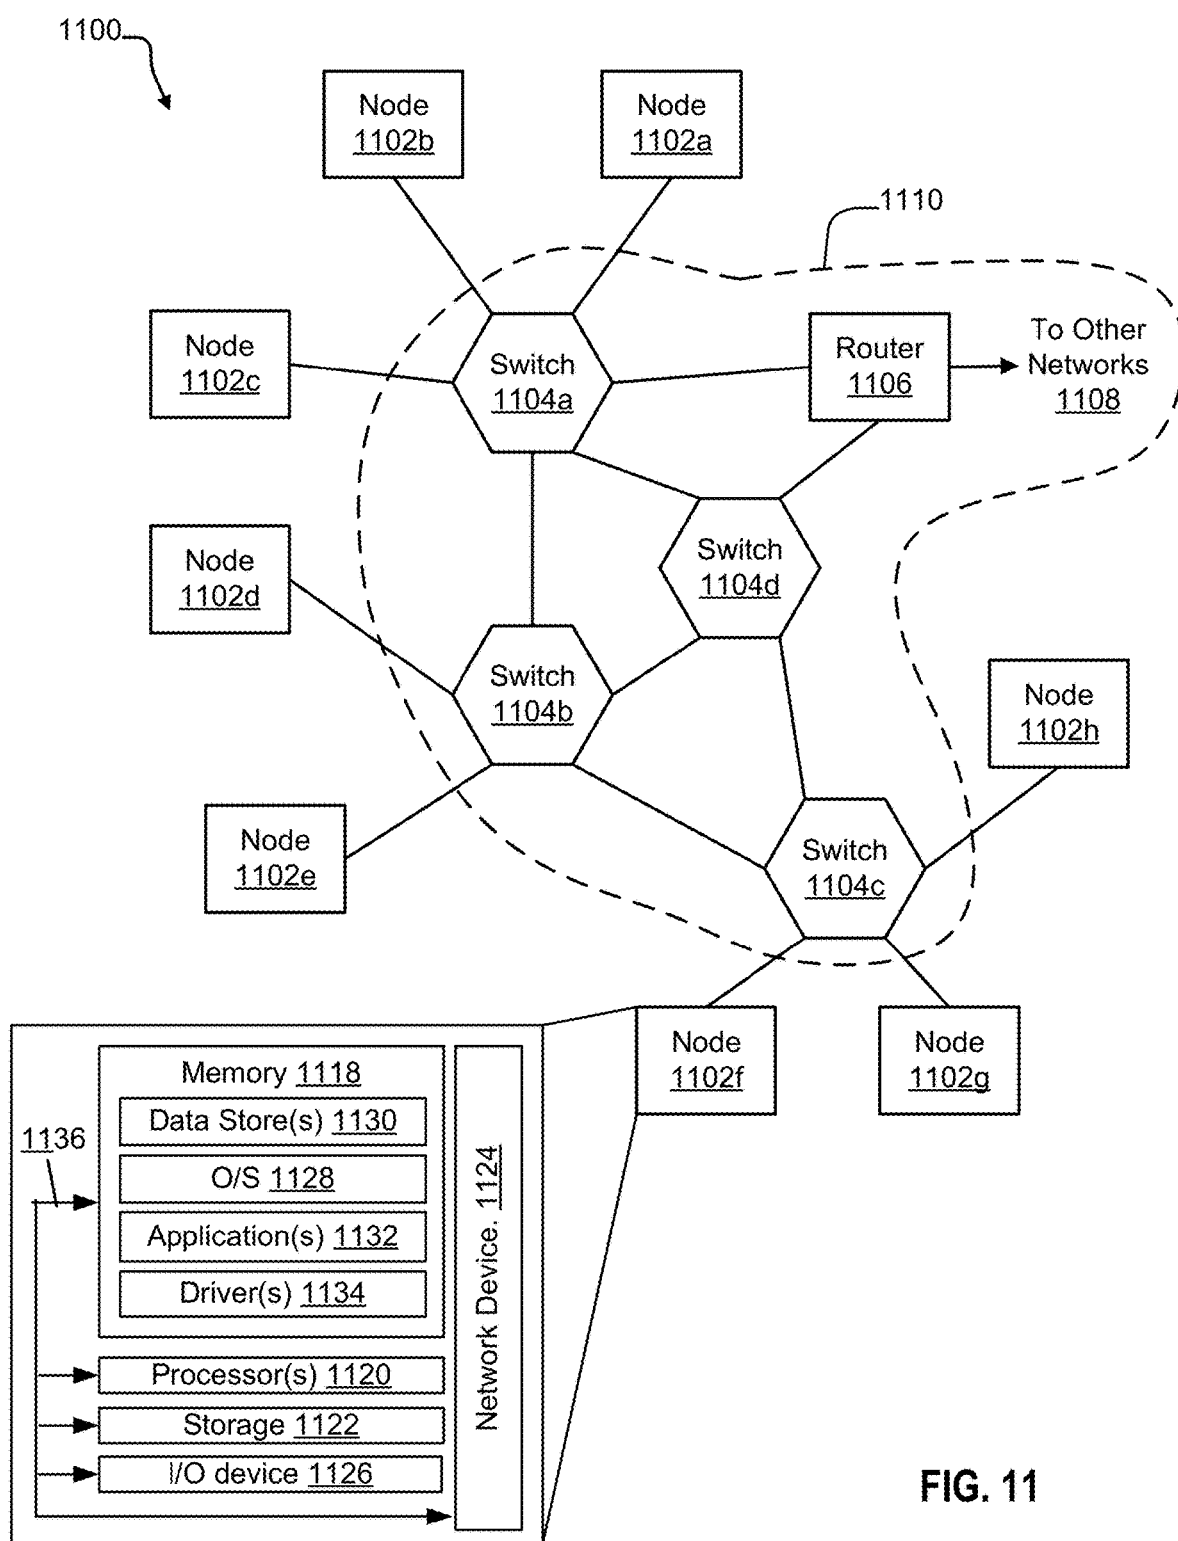 1100
Node
1102b
Node
1102a
1110
Node
1102c
Switch
1104a
Router
1106
To Other
Networks
1108
Node
1102d
Switch
1104d
Switch
1104b
Node
1102h
Node
1102e
Switch
1104c
Node
1102f
Node
1102g
Memory 1118
Data Store(s) 1130
1136
O/S 1128
Application(s) 1132
Driver(s) 1134
Network Device. 1124
Processor(s) 1120
Storage 1122
I/O device 1126
FIG. 11